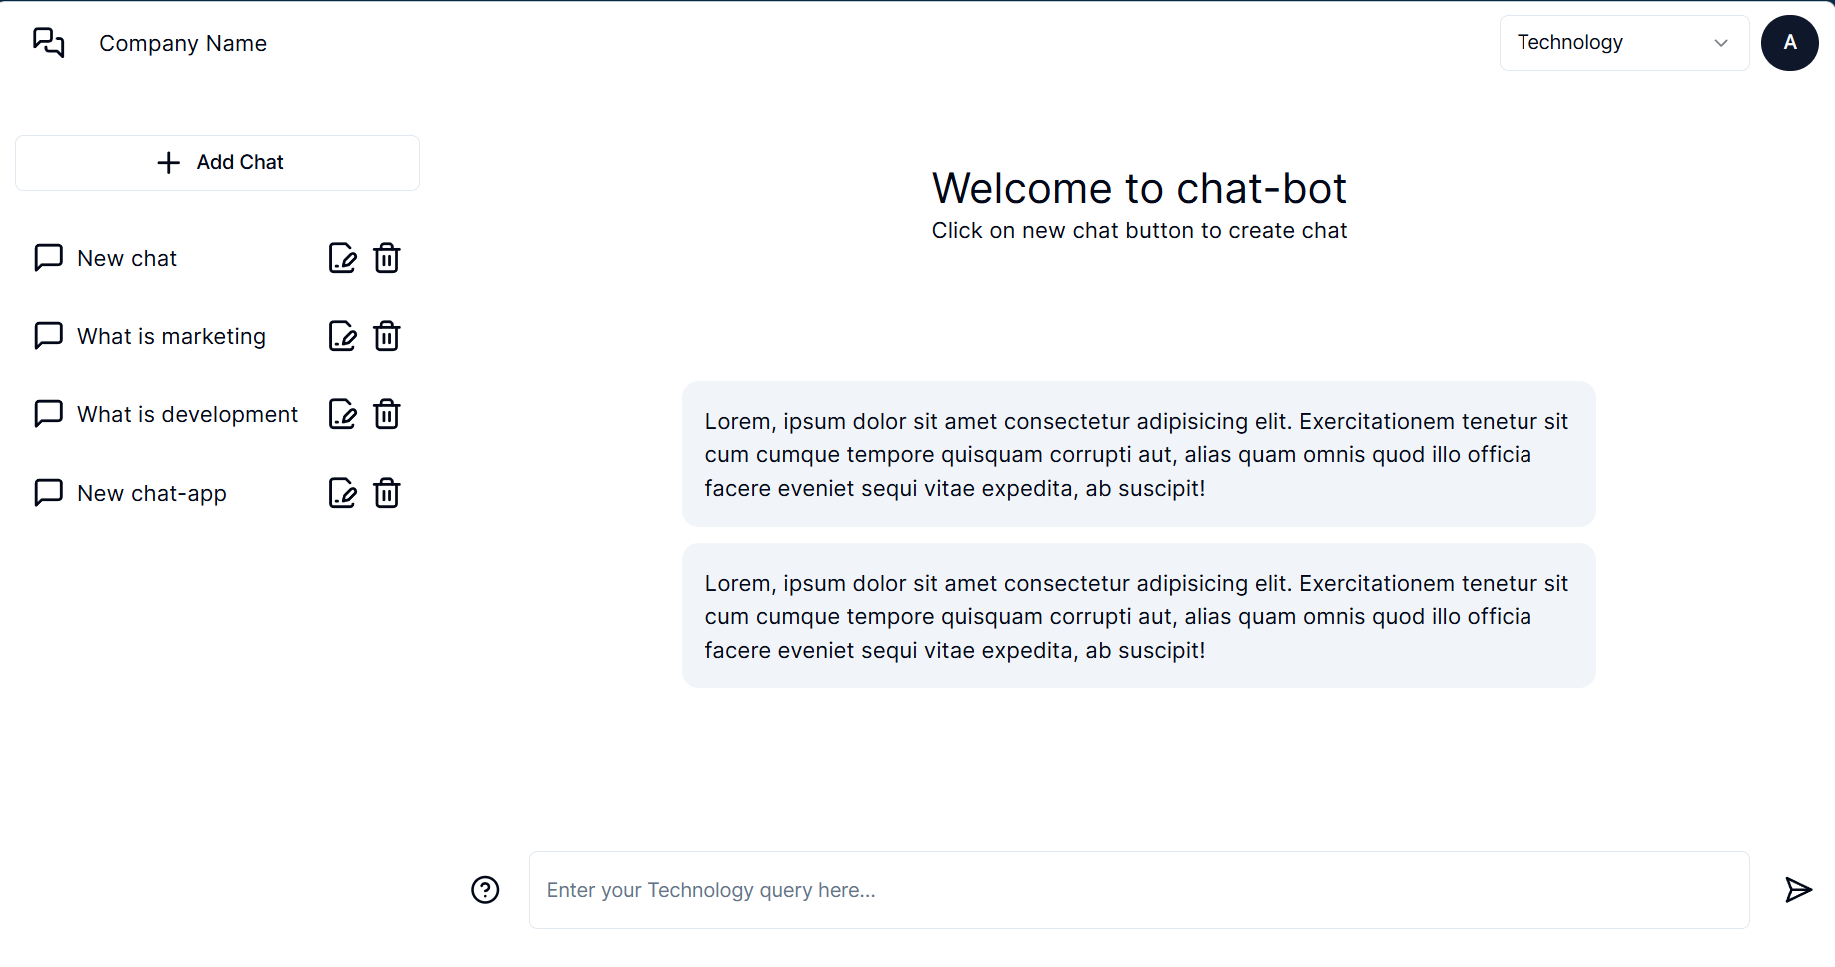 Company Name
Technology
A
Add Chat
New chat
What is marketing
What is development
New chat-app
Welcome to chat-bot
Click on new chat button to create chat
Lorem, ipsum dolor sit amet consectetur adipisicing elit. Exercitationem tenetur sit
cum cumque tempore quisquam corrupti aut, alias quam omnis quod illo officia
facere eveniet sequi vitae expedita, ab suscipit!
Lorem, ipsum dolor sit amet consectetur adipisicing elit. Exercitationem tenetur sit
cum cumque tempore quisquam corrupti aut, alias quam omnis quod illo officia
facere eveniet sequi vitae expedita, ab suscipit!
Enter your Technology query here...